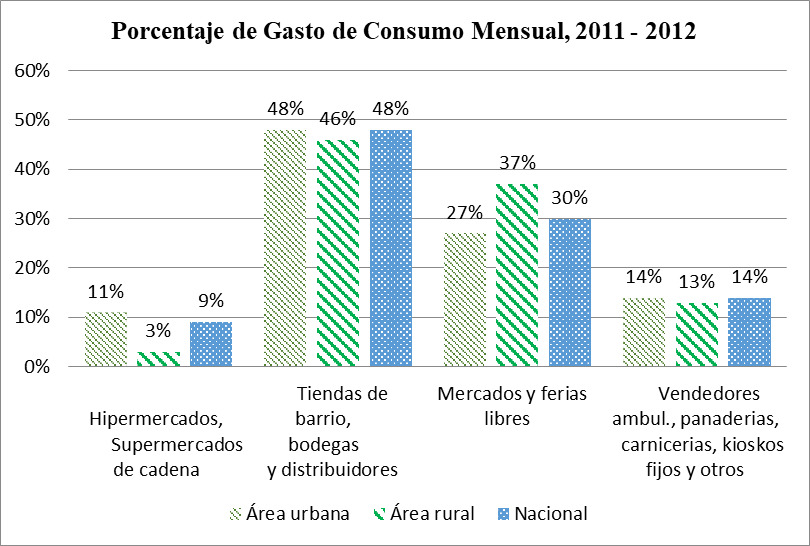 Porcentaje de Gasto de Consumo Mensual, 2011 - 2012
60%
50%
40%
30%
20%
10%
0%
11%
3%
9%
48%
46%
48%
27%
37%
30%
14%
13%
14%
Hipermercados,
Supermercados
de cadena
Tiendas de
barrio,
bodegas
y distribuidores
Mercados y ferias
libres
Vendedores
ambul., panaderias,
carnicerias, kioskos
fijos y otros
Área urbana
Área rural
Nacional